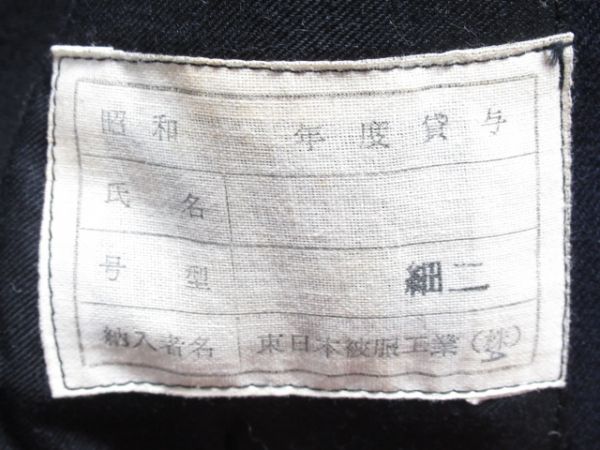 昭和 年度貸与
氏名
号型 細二
納入者名 東日本被服工業(株)